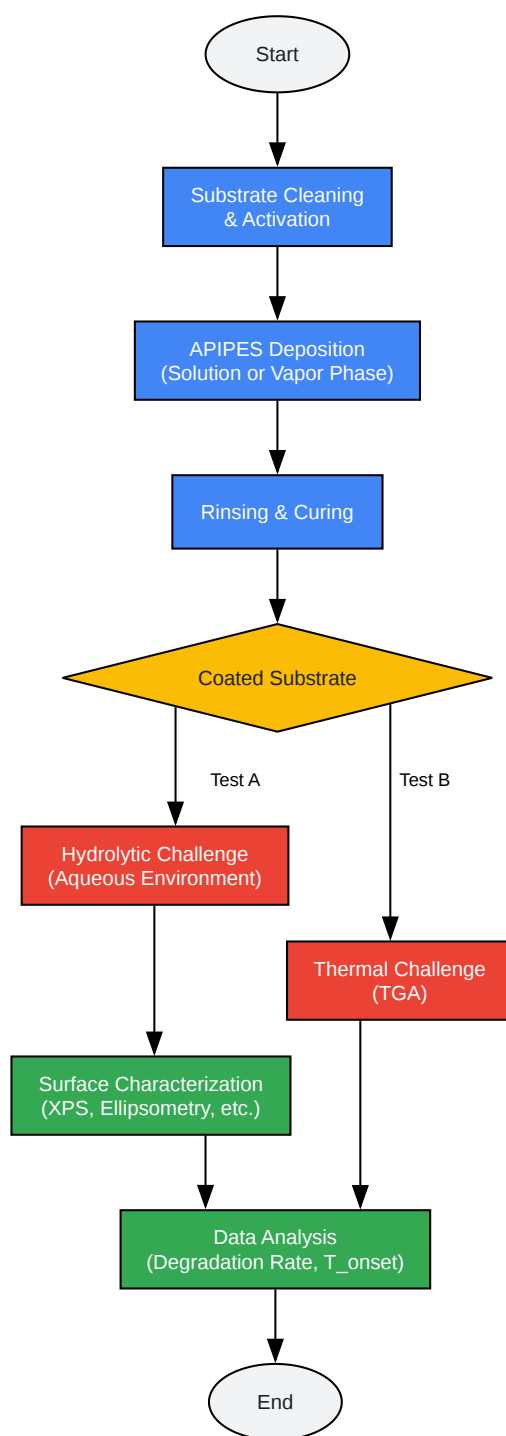 Start
Substrate Cleaning
& Activation
APIPES Deposition
(Solution or Vapor Phase)
Rinsing & Curing
Coated Substrate
Test A
Test B
Hydrolytic Challenge
(Aqueous Environment)
Thermal Challenge
(TGA)
Surface Characterization
(XPS, Ellipsometry, etc.)
Data Analysis
(Degradation Rate, T_onset)
End